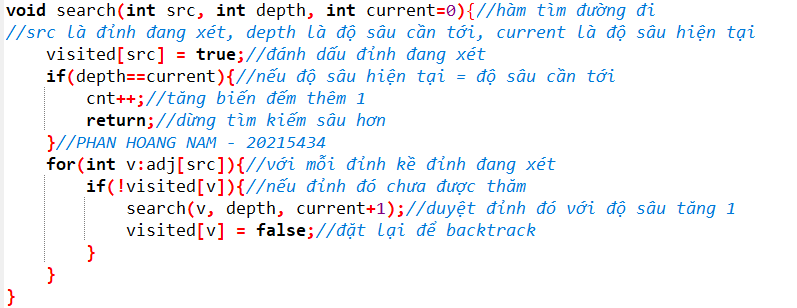 void search(int src, int depth, int current=0){//hàm tìm đường đi
//src là đỉnh đang xét, depth là độ sâu cần tới, current là độ sâu hiện tại
    visited[src] = true;//đánh dấu đỉnh đang xét
    if(depth==current){//nếu độ sâu hiện tại = độ sâu cần tới
        cnt++;//tăng biến đếm thêm 1
        return;//dừng tìm kiếm sâu hơn
    }//PHAN HOANG NAM - 20215434
    for(int v:adj[src]){//với mỗi đỉnh kề đỉnh đang xét
        if(!visited[v]){//nếu đỉnh đó chưa được thăm
            search(v, depth, current+1);//duyệt đỉnh đó với độ sâu tăng 1
            visited[v] = false;//đặt lại để backtrack
        }
    }
}